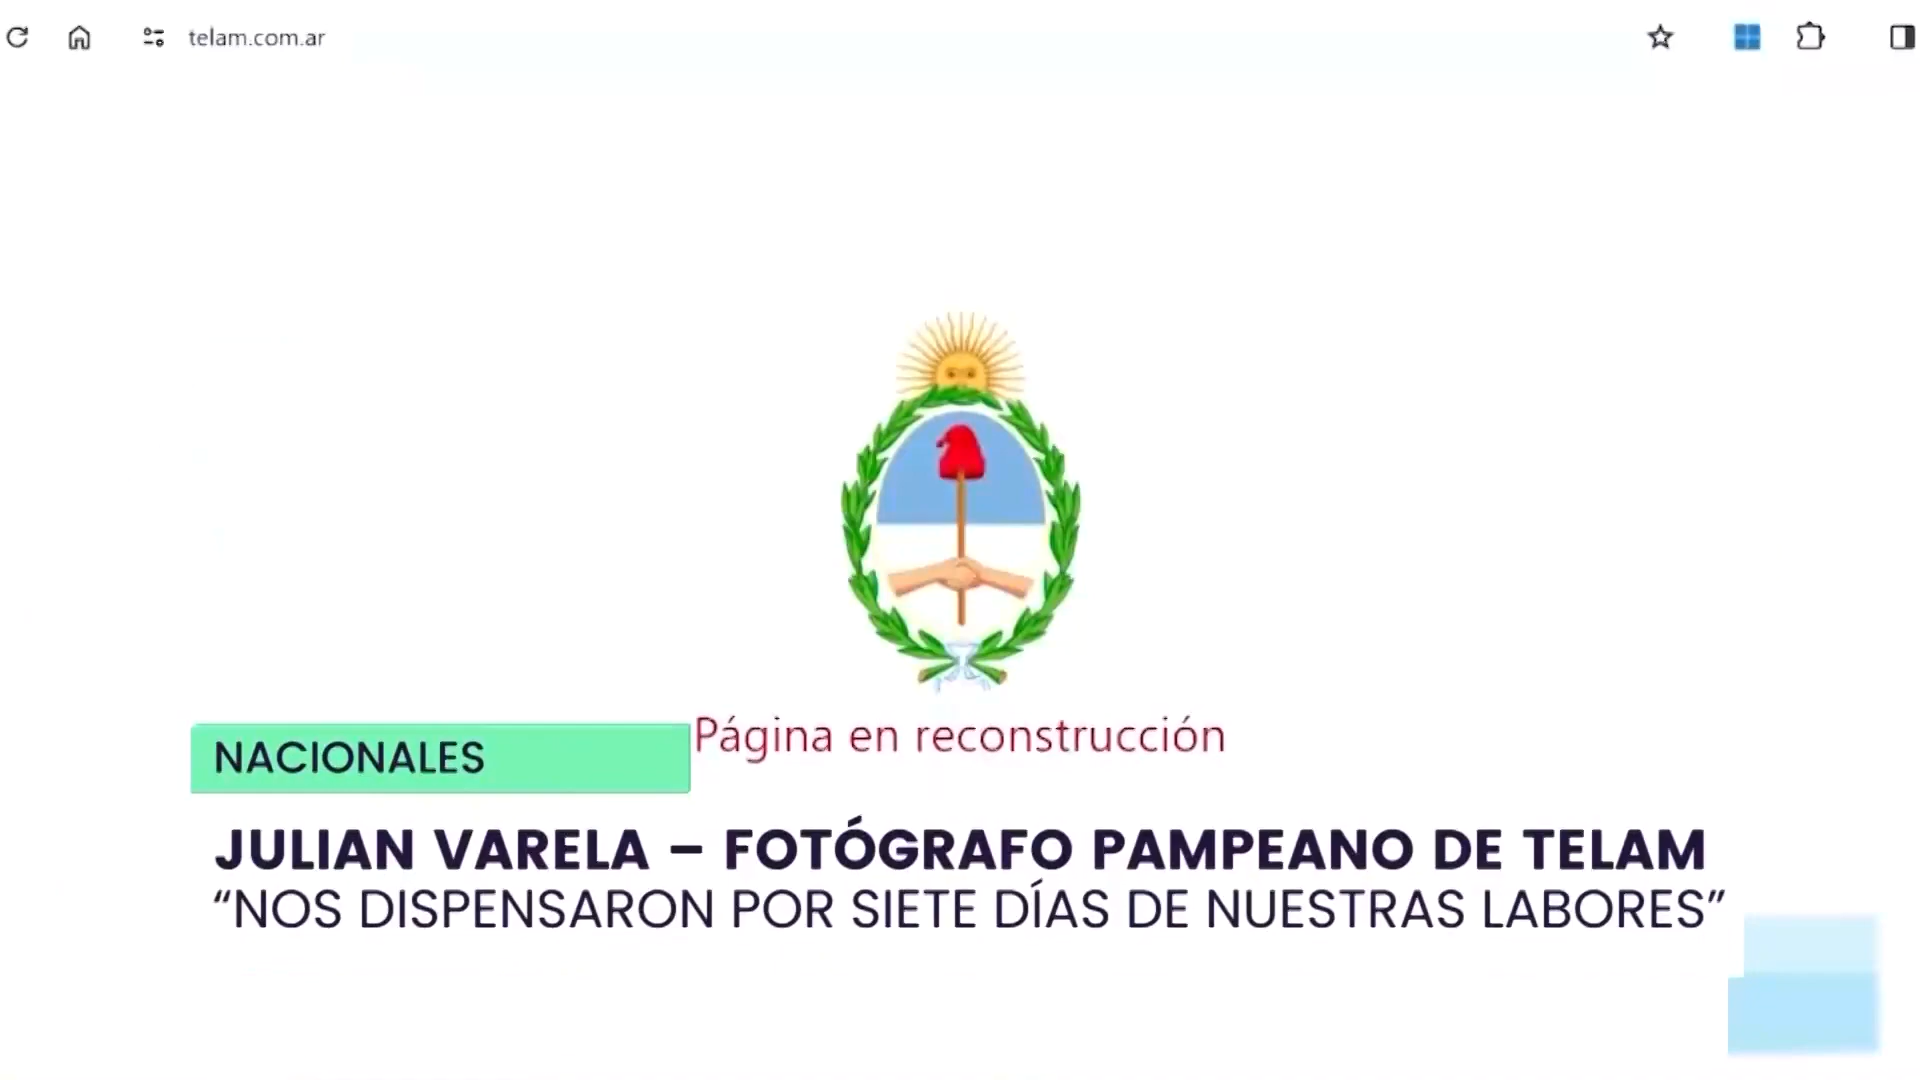 telam.com.ar
Página en reconstrucción
NACIONALES
JULIAN VARELA – FOTÓGRAFO PAMPEANO DE TELAM
“NOS DISPENSARON POR SIETE DÍAS DE NUESTRAS LABORES”